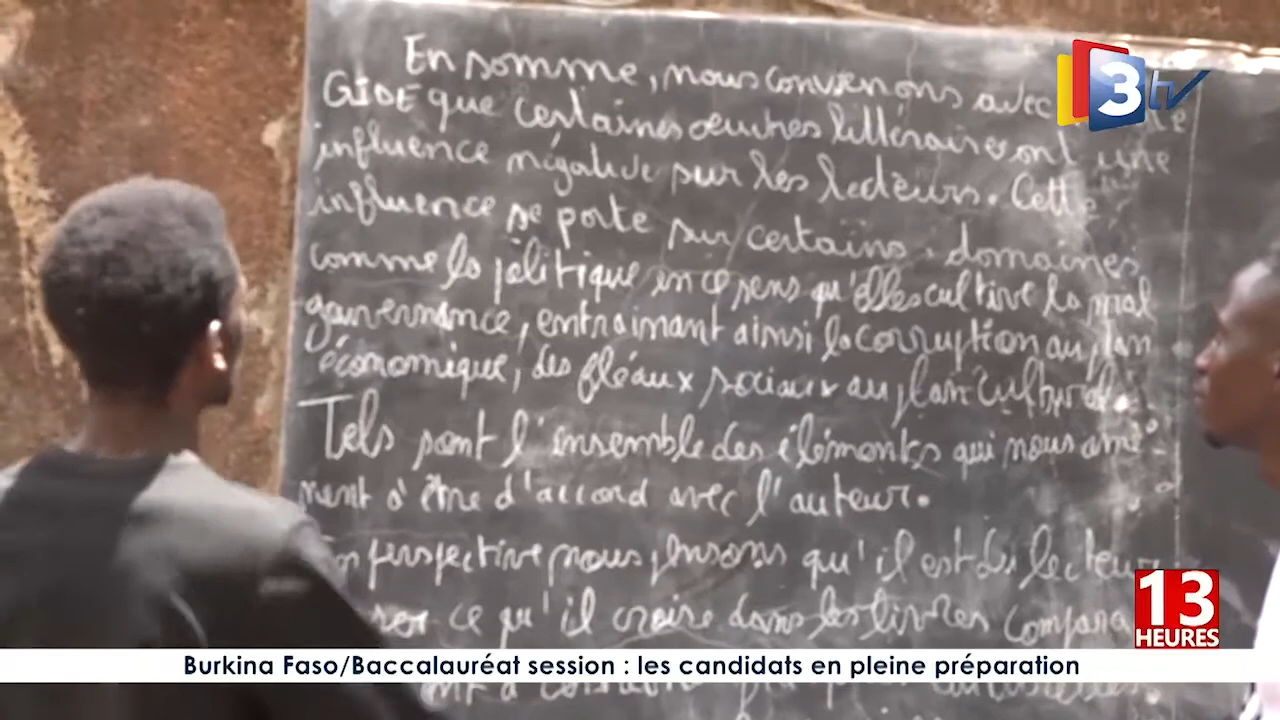 En somme, nous convenons avec
GIDE que certaines œuvres littéraires ont une
influence négative sur les lecteurs. Cette
influence se porte sur certains domaines
comme la politique en ce sens qu'elles cultive la mal
gouvernance, entrainant ainsi la corruption au plan
économique, des fléaux sociaux au plan culturel.
Tels sont l'ensemble des éléments qui nous amè-
nent à être d'accord avec l'auteur.
perspective nous pensons qu'il est du lecteur
ce qu'il croire dans les livres
3tv
13
HEURES
Burkina Faso/Baccalauréat session : les candidats en pleine préparation